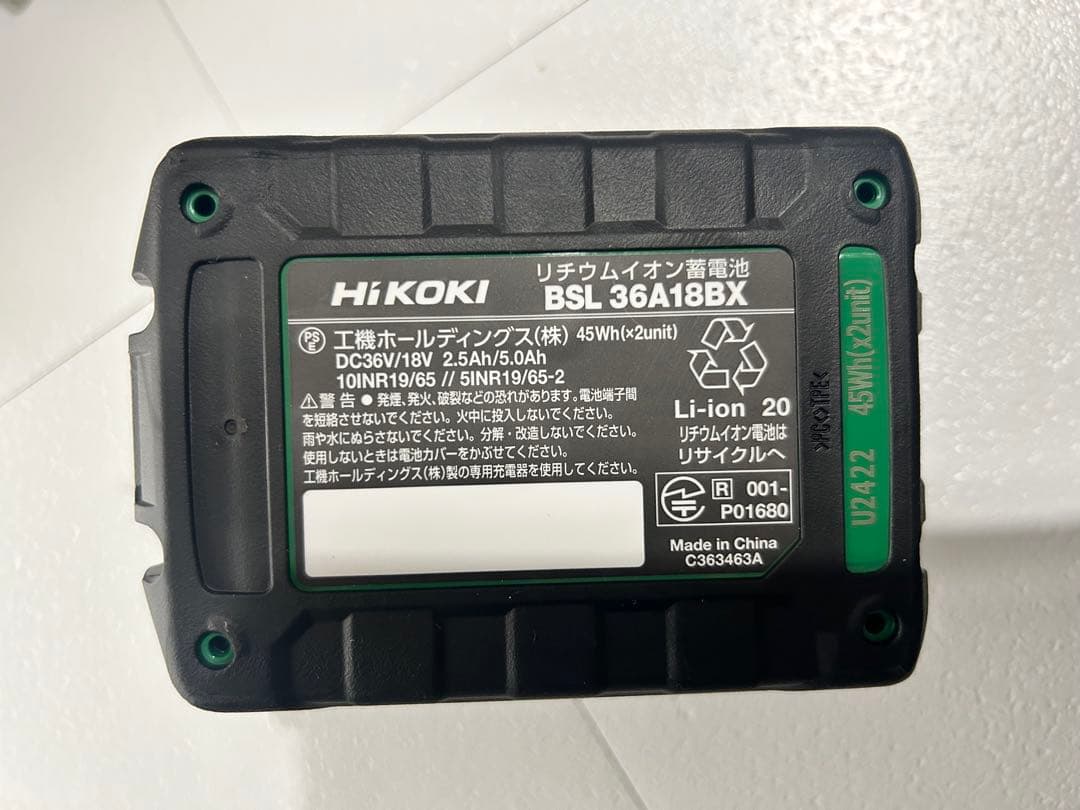 HiKOKI
リチウムイオン蓄電池
BSL 36A18BX
PS
E
工機ホールディングス(株) 45Wh(×2unit)
DC36V/18V 2.5Ah/5.0Ah
10INR19/65 // 5INR19/65-2
警告 ● 発煙、発火、破裂などの恐れがあります。電池端子間
を短絡させないでください。火中に投入しないでください。
雨や水にぬらさないでください。分解・改造しないでください。
使用しないときは電池カバーをかぶせてください。
工機ホールディングス(株)製の専用充電器を使用してください。
Li-ion 20
リチウムイオン電池は
リサイクルへ
R 001-
P01680
Made in China
C363463A
>PC+TPE<
U2422 45Wh(x2unit)